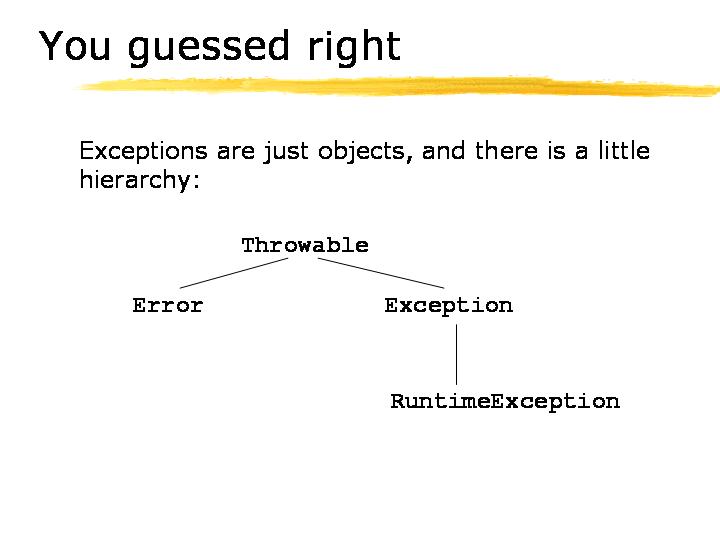 You guessed right
Exceptions are just objects, and there is a little
hierarchy:
Throwable
Error Exception
RuntimeException